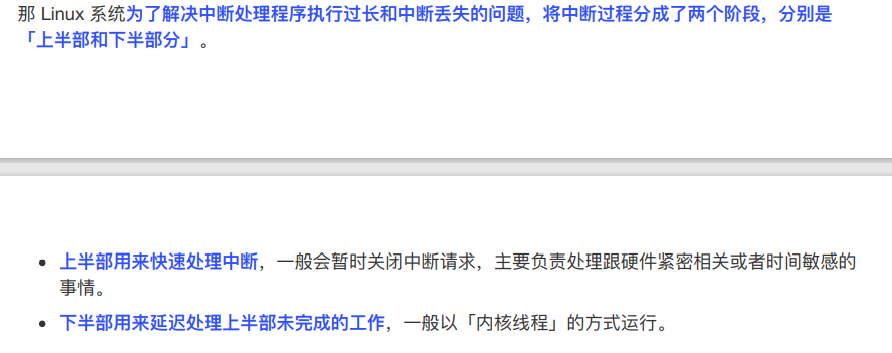 那 Linux 系统为了解决中断处理程序执行过长和中断丢失的问题，将中断过程分成了两个阶段，分别是
「上半部和下半部分」。
上半部用来快速处理中断，一般会暂时关闭中断请求，主要负责处理跟硬件紧密相关或者时间敏感的
事情。
下半部用来延迟处理上半部未完成的工作，一般以「内核线程」的方式运行。